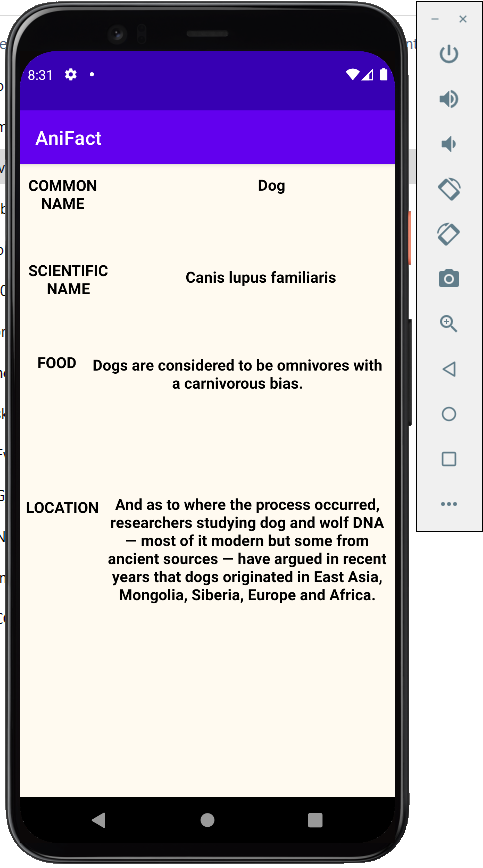 8:31
AniFact
COMMON
NAME
Dog
SCIENTIFIC
NAME
Canis lupus familiaris
FOOD
Dogs are considered to be omnivores with
a carnivorous bias.
LOCATION
And as to where the process occurred,
researchers studying dog and wolf DNA
— most of it modern but some from
ancient sources — have argued in recent
years that dogs originated in East Asia,
Mongolia, Siberia, Europe and Africa.